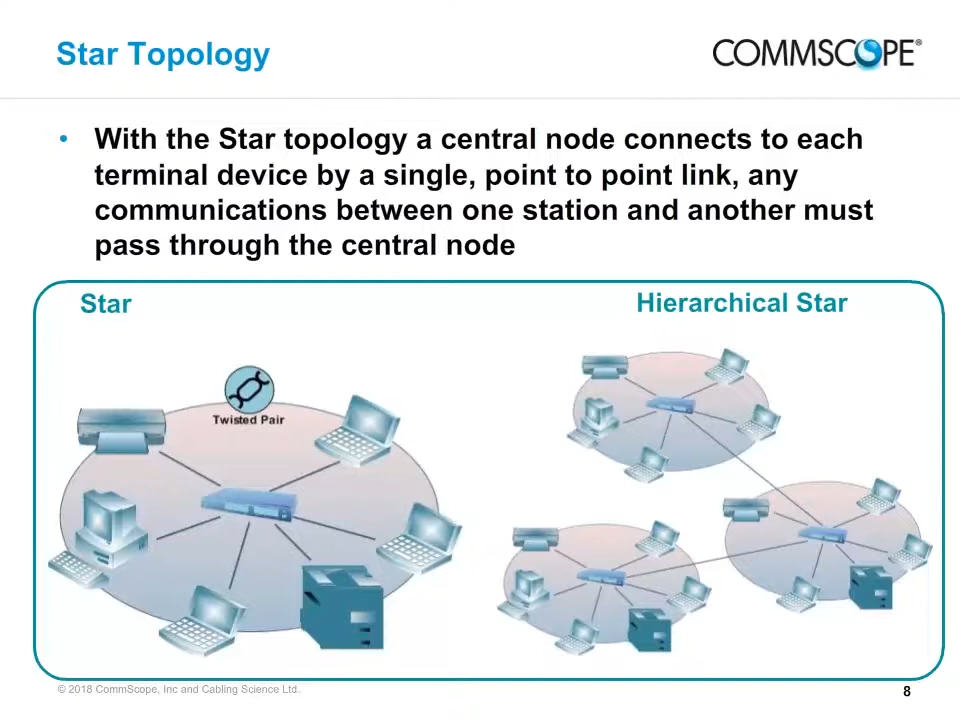 Star Topology
COMMSCOPE®
• With the Star topology a central node connects to each
terminal device by a single, point to point link, any
communications between one station and another must
pass through the central node
Star
Hierarchical Star
Twisted Pair
© 2018 CommScope, Inc and Cabling Science Ltd.
8